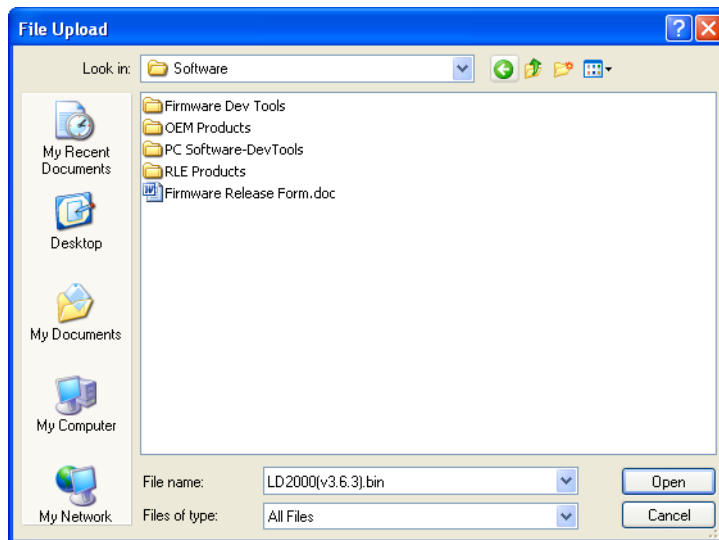 File Upload
Look in: Software
Firmware Dev Tools
OEM Products
PC Software-DevTools
RLE Products
Firmware Release Form.doc
My Recent
Documents
Desktop
My Documents
My Computer
My Network
File name: LD2000(v3.6.3).bin Open
Files of type: All Files Cancel